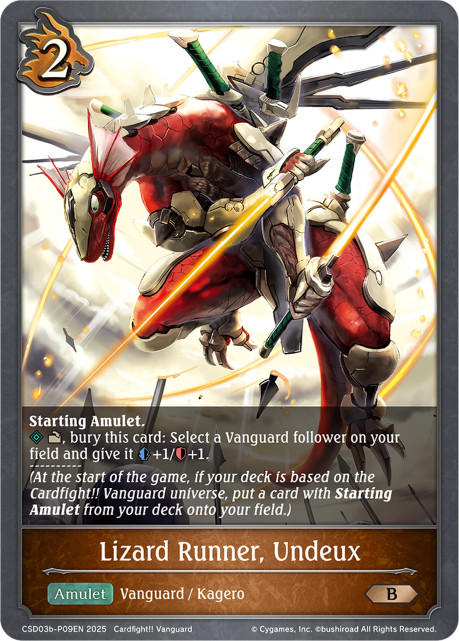 2
Starting Amulet.
, bury this card: Select a Vanguard follower on your
field and give it +1/+1.
(At the start of the game, if your deck is based on the
Cardfight!! Vanguard universe, put a card with Starting
Amulet from your deck onto your field.)
Lizard Runner, Undeux
Amulet Vanguard / Kagero B
CSD03b-P09EN 2025 Cardfight!! Vanguard © Cygames, Inc. ©bushiroad All Rights Reserved.